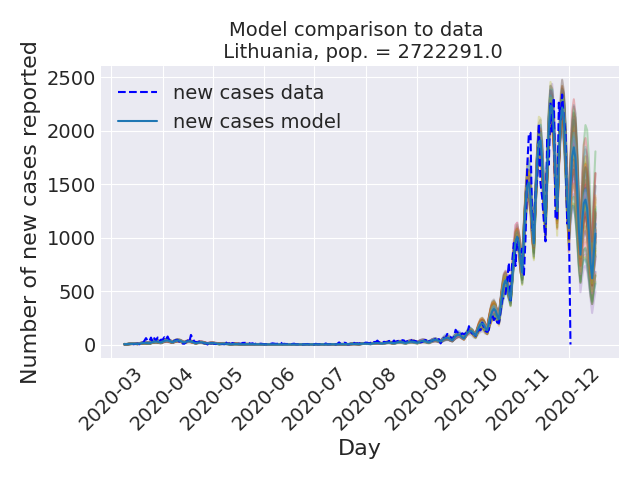 Model comparison to data
Lithuania, pop. = 2722291.0
Number of new cases reported
2500
2000
1500
1000
500
0
new cases data
new cases model
2020-03
2020-04
2020-05
2020-06
2020-07
2020-08
2020-09
2020-10
2020-11
2020-12
Day